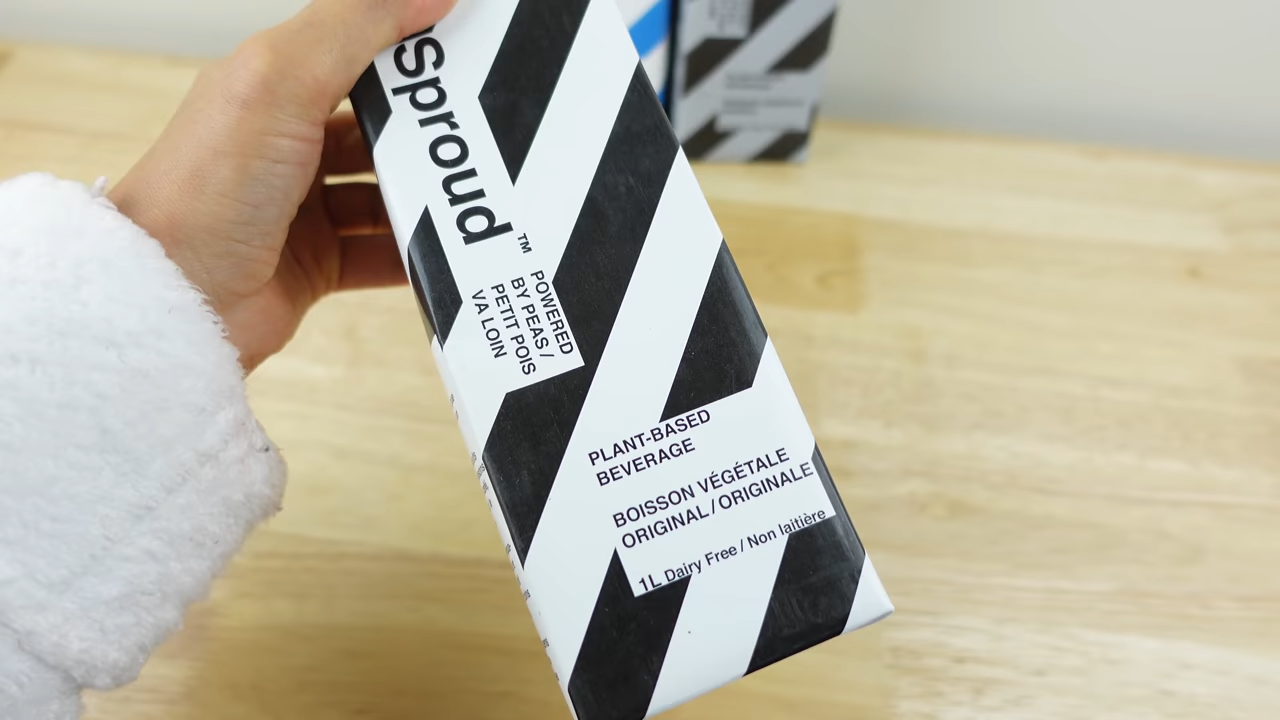 Sproud
TM
POWERED
BY PEAS /
PETIT POIS
VA LOIN
PLANT-BASED
BEVERAGE
BOISSON VÉGÉTALE
ORIGINAL / ORIGINALE
1L Dairy Free / Non laitière